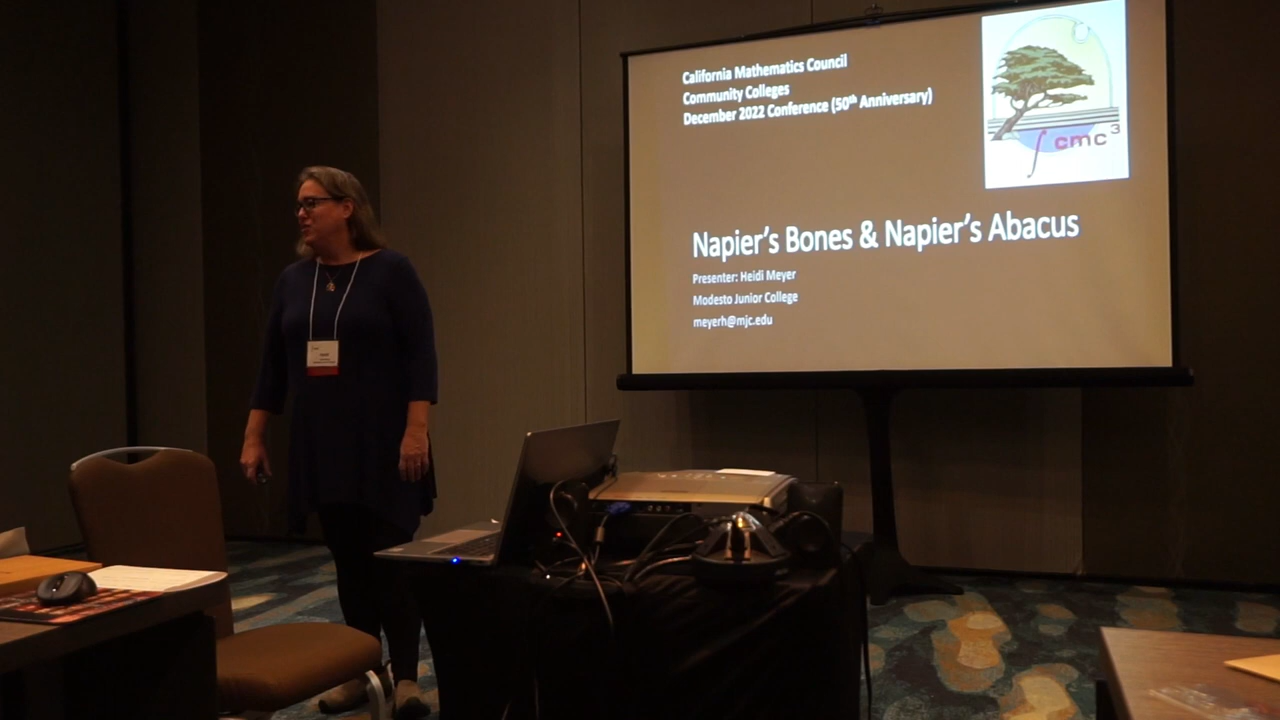 California Mathematics Council
Community Colleges
December 2022 Conference (50th Anniversary)
∫ cmc3
Napier's Bones & Napier's Abacus
Presenter: Heidi Meyer
Modesto Junior College
meyerh@mjc.edu